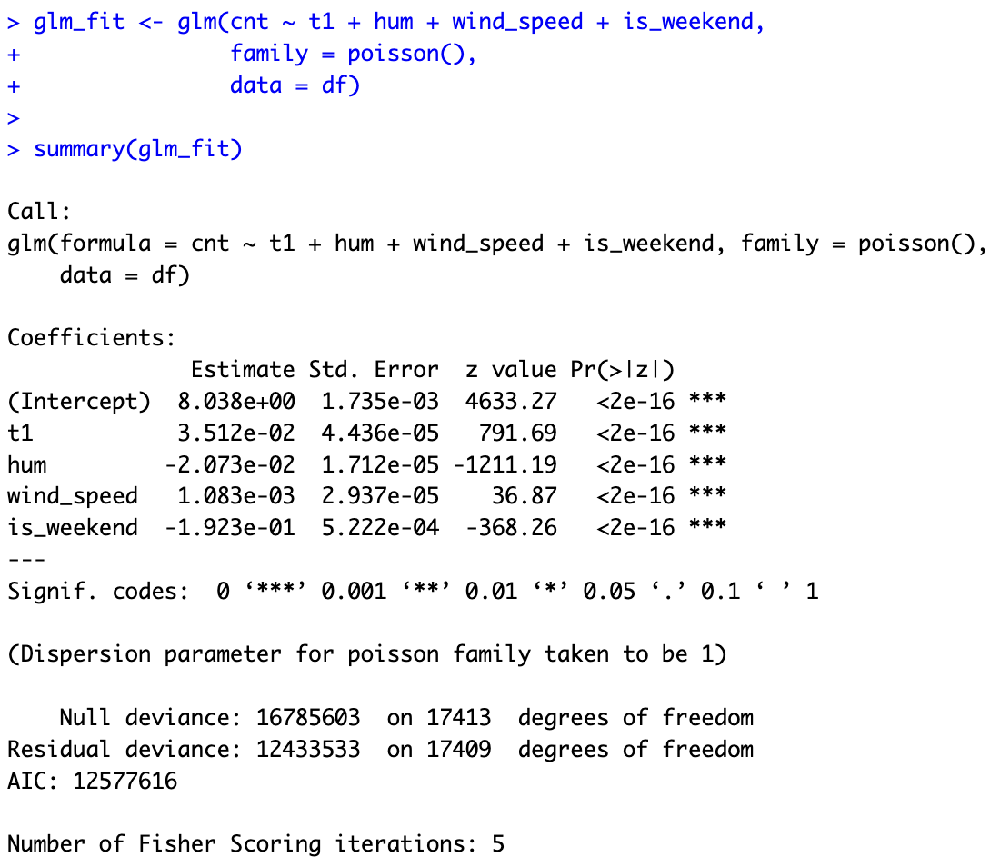 > glm_fit <- glm(cnt ~ t1 + hum + wind_speed + is_weekend,
+                family = poisson(),
+                data = df)
>
> summary(glm_fit)

Call:
glm(formula = cnt ~ t1 + hum + wind_speed + is_weekend, family = poisson(),
    data = df)

Coefficients:
              Estimate Std. Error  z value Pr(>|z|)
(Intercept)  8.038e+00  1.735e-03  4633.27   <2e-16 ***
t1           3.512e-02  4.436e-05   791.69   <2e-16 ***
hum         -2.073e-02  1.712e-05 -1211.19   <2e-16 ***
wind_speed   1.083e-03  2.937e-05    36.87   <2e-16 ***
is_weekend  -1.923e-01  5.222e-04  -368.26   <2e-16 ***
---
Signif. codes:  0 ‘***’ 0.001 ‘**’ 0.01 ‘*’ 0.05 ‘.’ 0.1 ‘ ’ 1

(Dispersion parameter for poisson family taken to be 1)

    Null deviance: 16785603  on 17413  degrees of freedom
Residual deviance: 12433533  on 17409  degrees of freedom
AIC: 12577616

Number of Fisher Scoring iterations: 5